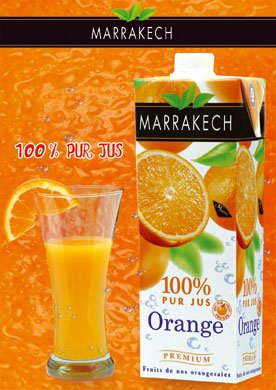 MARRAKECH
100% PUR JUS
MARRAKECH
100%
PUR JUS
Orange
PREMIUM
Fruits de nos orangeraies